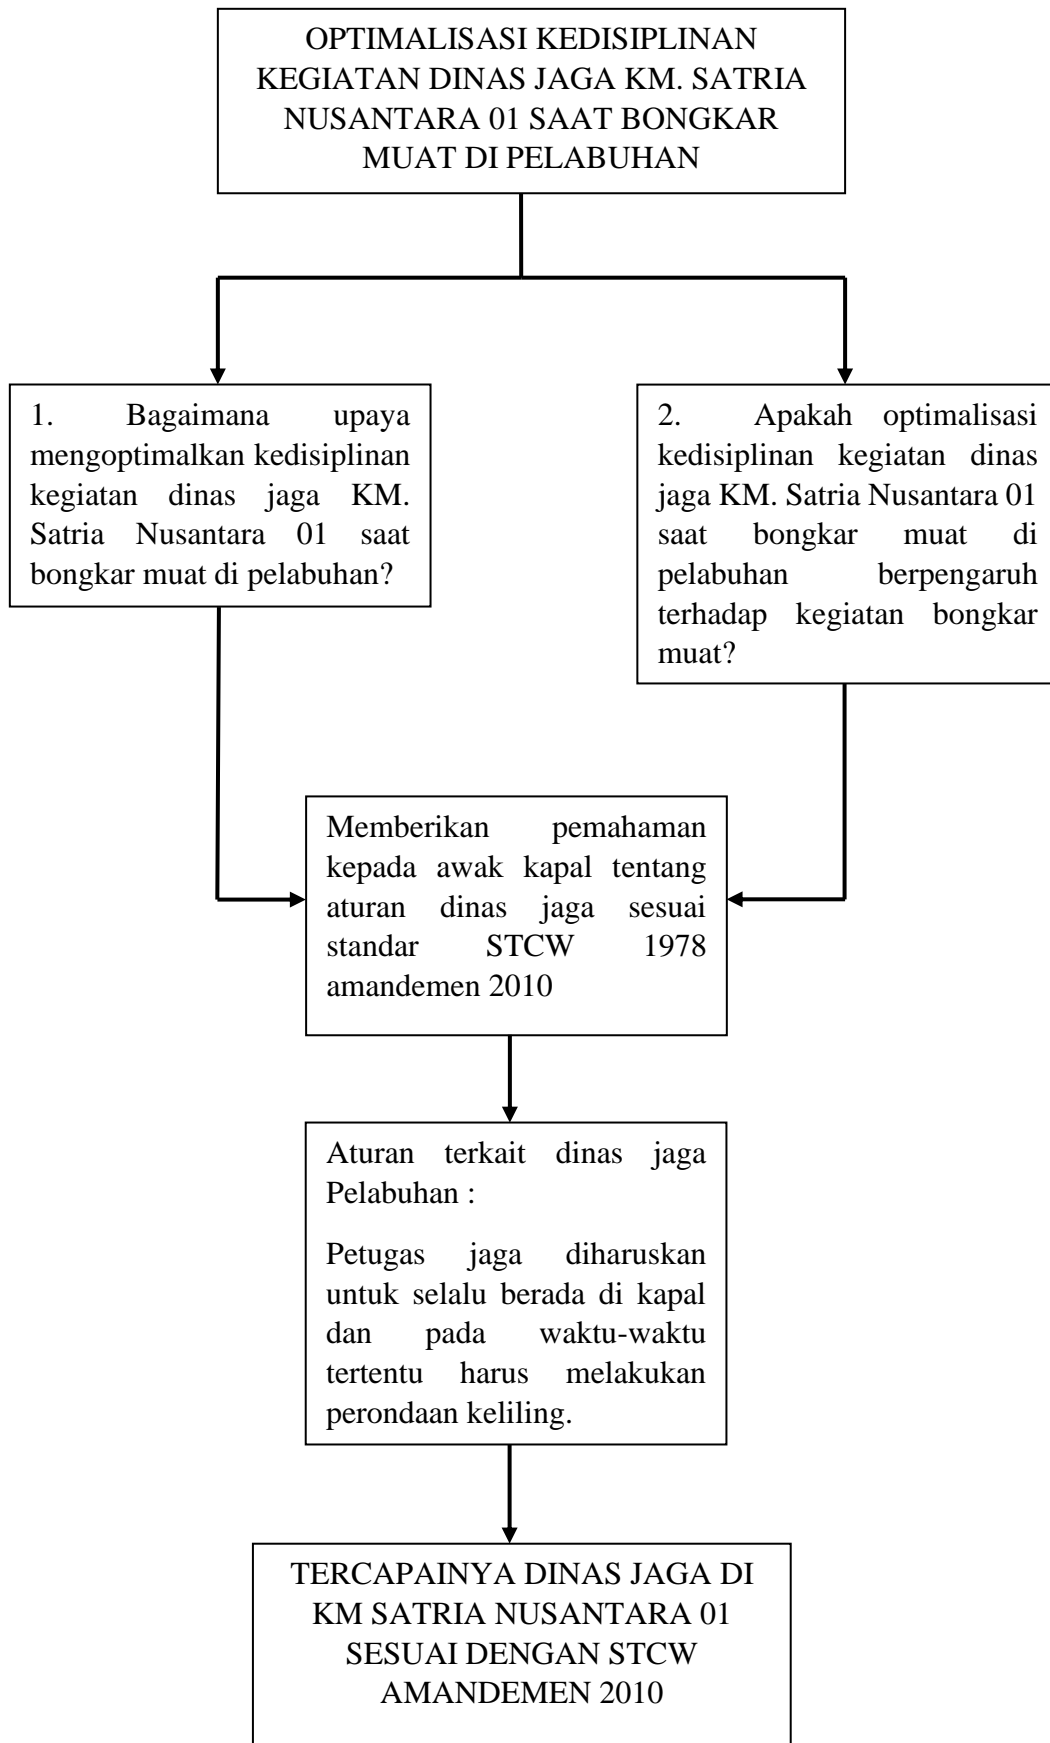 OPTIMALISASI KEDISIPLINAN
KEGIATAN DINAS JAGA KM. SATRIA
NUSANTARA 01 SAAT BONGKAR
MUAT DI PELABUHAN
1. Bagaimana upaya
mengoptimalkan kedisiplinan
kegiatan dinas jaga KM.
Satria Nusantara 01 saat
bongkar muat di pelabuhan?
2. Apakah optimalisasi
kedisiplinan kegiatan dinas
jaga KM. Satria Nusantara 01
saat bongkar muat di
pelabuhan berpengaruh
terhadap kegiatan bongkar
muat?
Memberikan pemahaman
kepada awak kapal tentang
aturan dinas jaga sesuai
standar STCW 1978
amandemen 2010
Aturan terkait dinas jaga
Pelabuhan :
Petugas jaga diharuskan
untuk selalu berada di kapal
dan pada waktu-waktu
tertentu harus melakukan
perondaan keliling.
TERCAPAINYA DINAS JAGA DI
KM SATRIA NUSANTARA 01
SESUAI DENGAN STCW
AMANDEMEN 2010